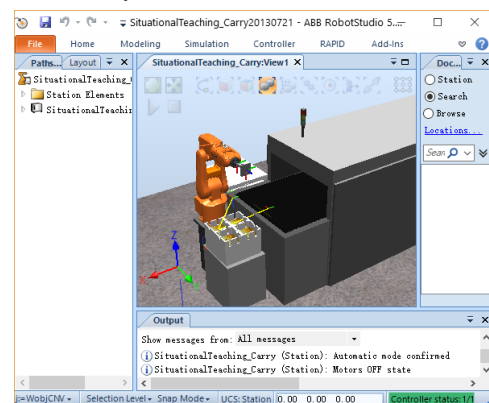 SituationalTeaching_Carry20130721 - ABB RobotStudio 5....
File Home Modeling Simulation Controller RAPID Add-Ins
Paths... Layout
SituationalTeaching_Carry:View1
Doc...
SituationalTeaching_
Station Elements
SituationalTeachin
Station
Search
Browse
Locations...
Sear
Z
X
Output
Show messages from: All messages
SituationalTeaching_Carry (Station): Automatic mode confirmed
SituationalTeaching_Carry (Station): Motors OFF state
j:=WobjCNV Selection Level Snap Mode UCS: Station 0.00 0.00 0.00 Controller status: 1/1